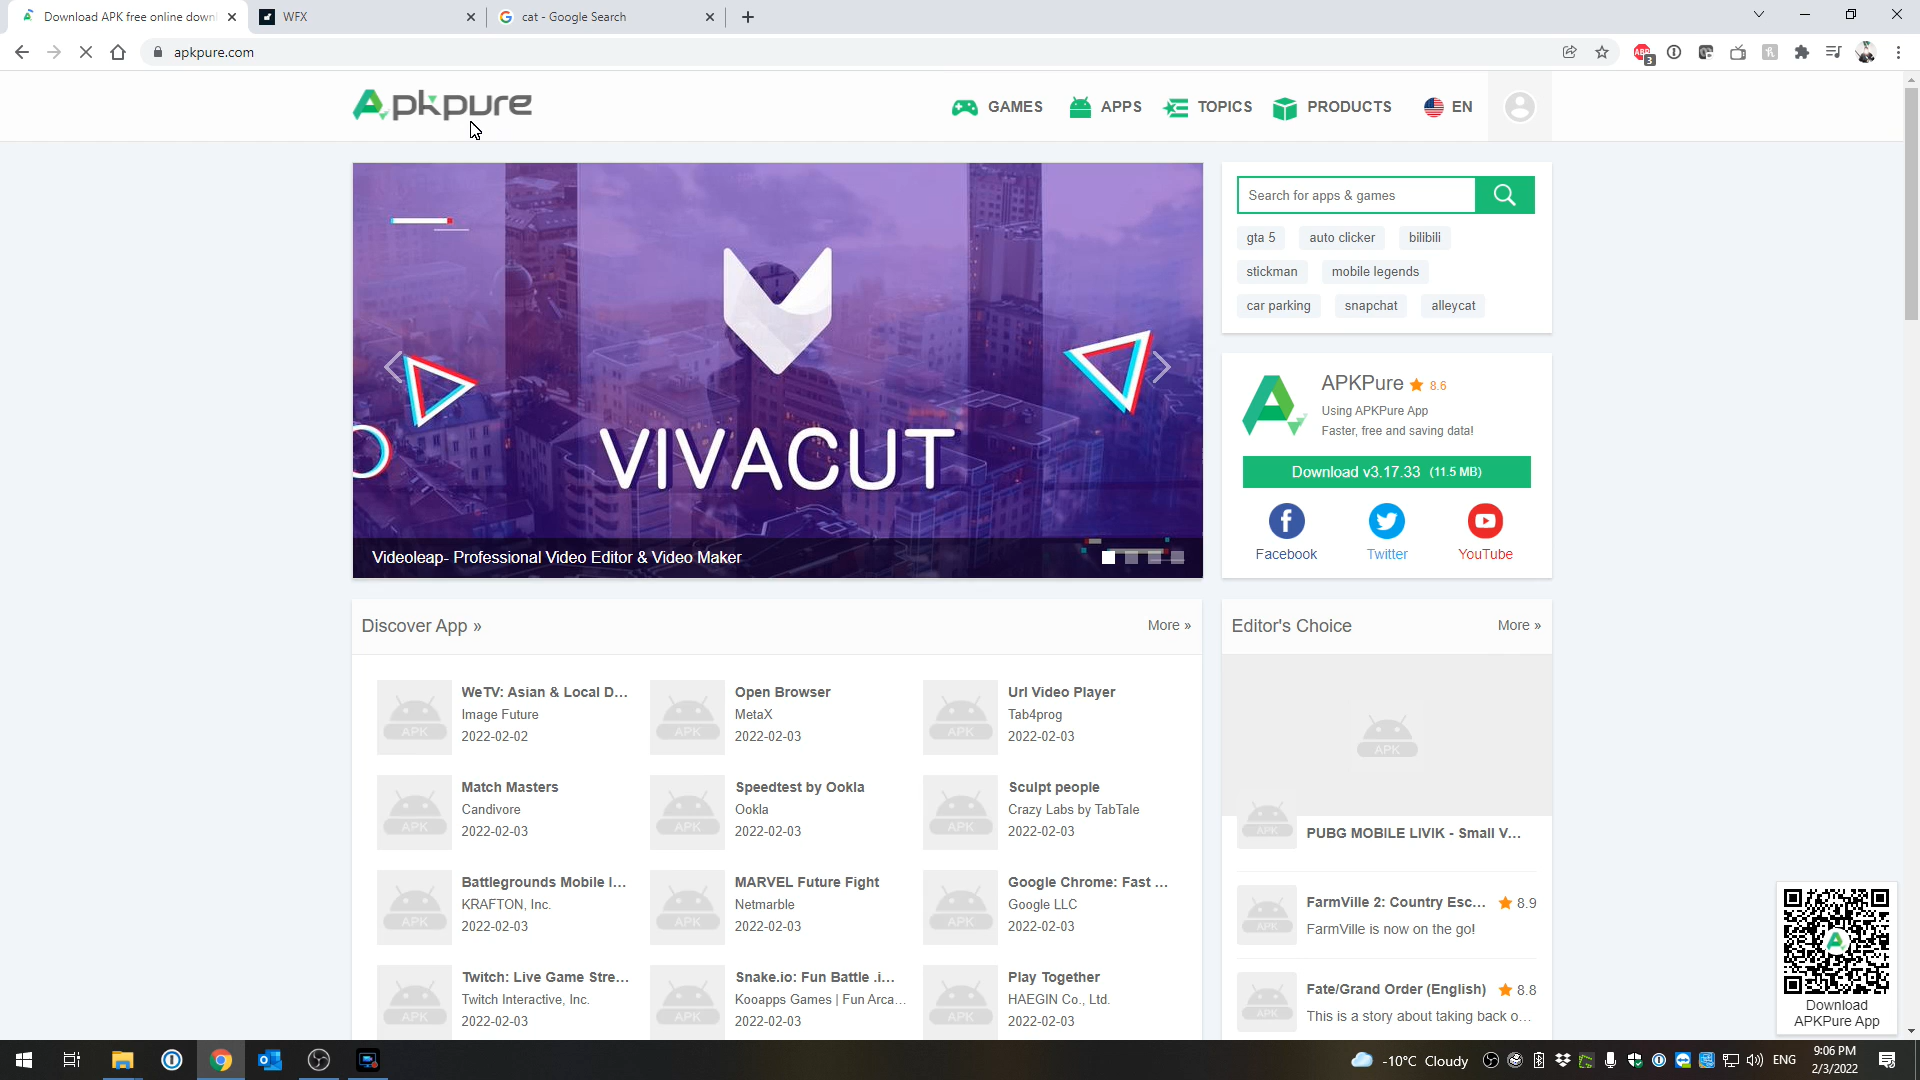 Download APK free online downl
WFX
cat - Google Search
apkpure.com
3
Apkpure
GAMES
APPS
TOPICS
PRODUCTS
EN
VIVACUT
Videoleap- Professional Video Editor & Video Maker
Search for apps & games
gta 5
auto clicker
bilibili
stickman
mobile legends
car parking
snapchat
alleycat
APKPure
8.6
Using APKPure App
Faster, free and saving data!
Download v3.17.33 (11.5 MB)
Facebook
Twitter
YouTube
Discover App »
More »
WeTV: Asian & Local D...
Image Future
2022-02-02
Open Browser
MetaX
2022-02-03
Url Video Player
Tab4prog
2022-02-03
Match Masters
Candivore
2022-02-03
Speedtest by Ookla
Ookla
2022-02-03
Sculpt people
Crazy Labs by TabTale
2022-02-03
Battlegrounds Mobile I...
KRAFTON, Inc.
2022-02-03
MARVEL Future Fight
Netmarble
2022-02-03
Google Chrome: Fast ...
Google LLC
2022-02-03
Twitch: Live Game Stre...
Twitch Interactive, Inc.
2022-02-03
Snake.io: Fun Battle .i...
Kooapps Games | Fun Arca...
2022-02-03
Play Together
HAEGIN Co., Ltd.
2022-02-03
Editor's Choice
More »
PUBG MOBILE LIVIK - Small V...
FarmVille 2: Country Esc...
8.9
FarmVille is now on the go!
Fate/Grand Order (English)
8.8
This is a story about taking back o...
Download
APKPure App
-10°C Cloudy
ENG
9:06 PM
2/3/2022